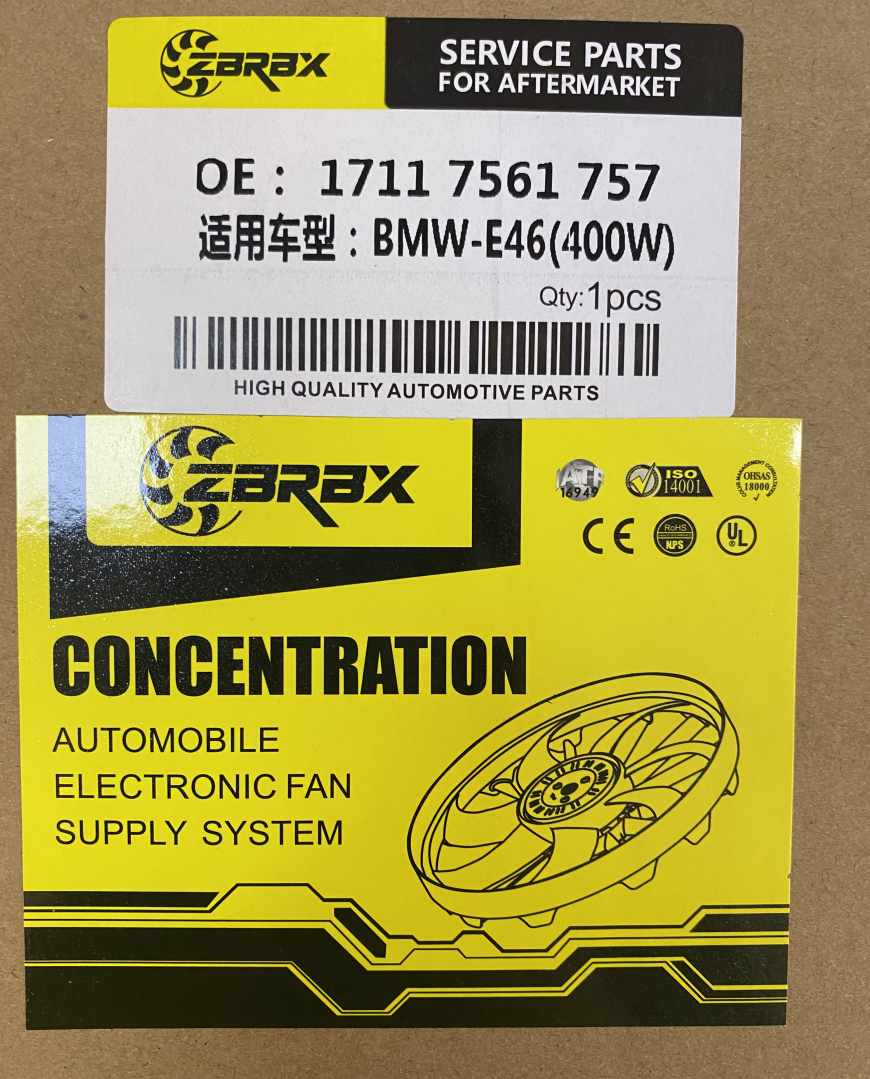 ZBRBX
SERVICE PARTS
FOR AFTERMARKET
OE： 1711 7561 757
适用车型：BMW-E46(400W)
Qty:1pcs
HIGH QUALITY AUTOMOTIVE PARTS
ZBRBX
IATF
16949
ISO
14001
OHSAS
18000
CE
RoHS
NPS
UL
®
CONCENTRATION
AUTOMOBILE
ELECTRONIC FAN
SUPPLY SYSTEM